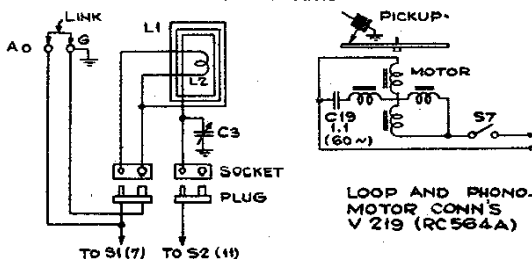 LINK
A
G
L1
L2
C3
SOCKET
PLUG
TO S1(7)
TO S2(11)
PICKUP
MOTOR
C19
1.1
(60~)
S7
LOOP AND PHONO.
MOTOR CONN'S
V 219 (RC564A)